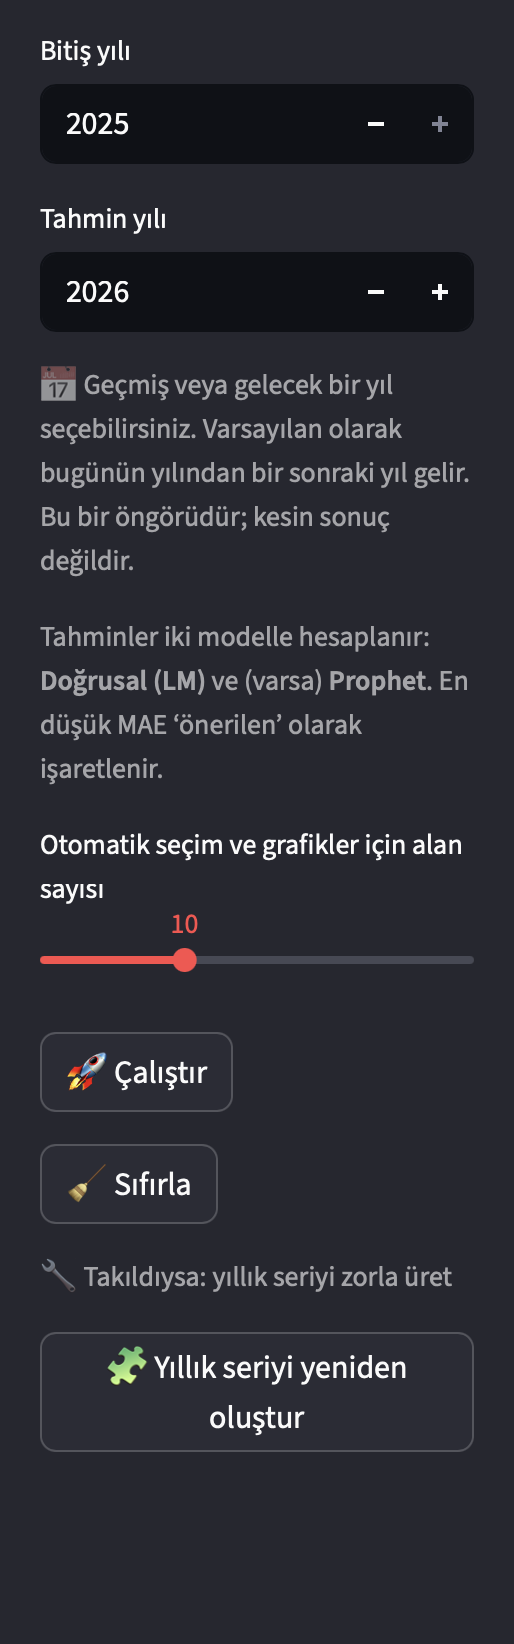 Bitiş yılı
2025
Tahmin yılı
2026
JUL 17 Geçmiş veya gelecek bir yıl
seçebilirsiniz. Varsayılan olarak
bugünün yılından bir sonraki yıl gelir.
Bu bir öngörüdür; kesin sonuç
değildir.
Tahminler iki modelle hesaplanır:
Doğrusal (LM) ve (varsa) Prophet. En
düşük MAE ‘önerilen’ olarak
işaretlenir.
Otomatik seçim ve grafikler için alan
sayısı
10
Çalıştır
Sıfırla
Takıldıysa: yıllık seriyi zorla üret
Yıllık seriyi yeniden
oluştur